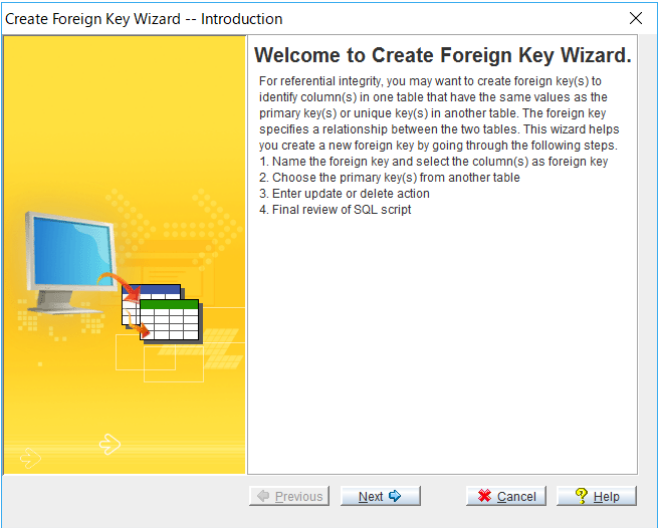 Create Foreign Key Wizard -- Introduction
Welcome to Create Foreign Key Wizard.
For referential integrity, you may want to create foreign key(s) to
identify column(s) in one table that have the same values as the
primary key(s) or unique key(s) in another table. The foreign key
specifies a relationship between the two tables. This wizard helps
you create a new foreign key by going through the following steps.
1. Name the foreign key and select the column(s) as foreign key
2. Choose the primary key(s) from another table
3. Enter update or delete action
4. Final review of SQL script
Previous Next Cancel Help